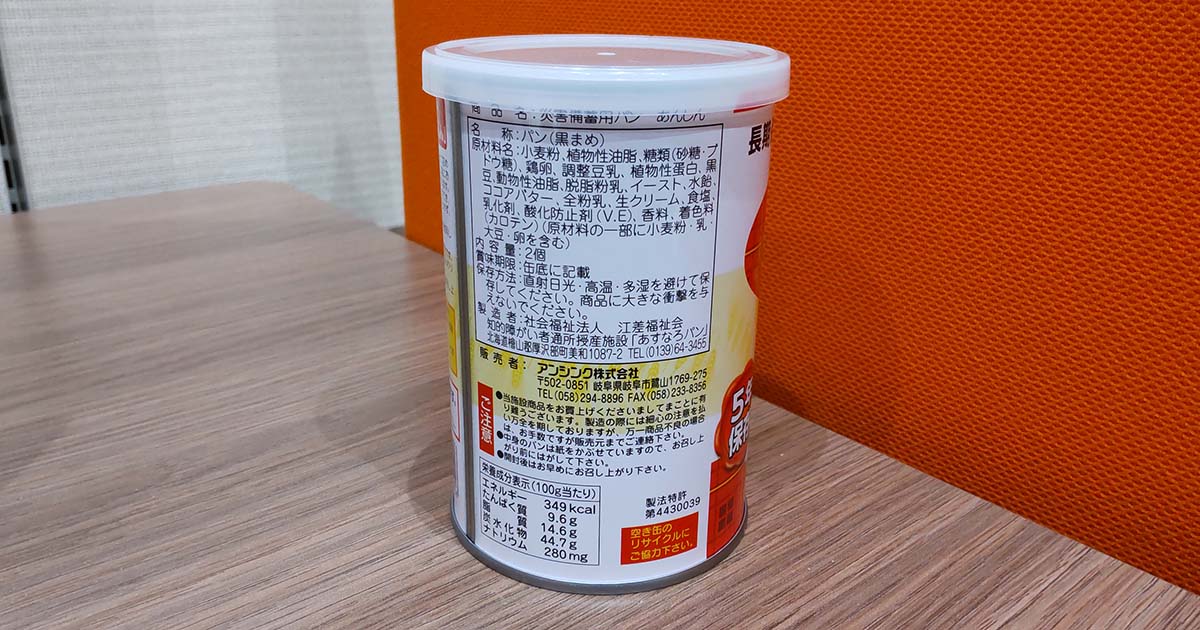 商品名:災害備蓄用パン あんしん
名称:パン(黒まめ)
原材料名:小麦粉、植物性油脂、糖類(砂糖・ブ
ドウ糖)、鶏卵、調整豆乳、植物性蛋白、黒
豆、動物性油脂、脱脂粉乳、イースト、水飴、
ココアバター、全粉乳、生クリーム、食塩、
乳化剤、酸化防止剤(V.E)、香料、着色料
(カロテン)(原材料の一部に小麦粉・乳・
大豆・卵を含む)
内容量:2個
賞味期限:缶底に記載
保存方法:直射日光・高温・多湿を避けて保
存してください。商品に大きな衝撃を与
えないでください。
製造者:社会福祉法人 江差福祉会
知的障がい者通所授産施設「あすなろパン」
北海道檜山郡厚沢部町美和1087-2 TEL(0139)64-3455
販売者:アンシンク株式会社
〒502-0851 岐阜県岐阜市鷺山1769-275
TEL(058)294-8896 FAX(058)233-8356
ご注意
●当施設商品をお買上げくださいましてまことに有
り難うございます。製造の際には細心の注意を払
い万全を期しておりますが、万一商品不良の場合
は、お手数ですが販売元までご連絡下さい。
●中身のパンは紙をかぶせていますので、お召し上
がり前にはがして下さい。
●開封後はお早めにお召し上がり下さい。
栄養成分表示(100g当たり)
エネルギー 349kcal
たんぱく質 9.6g
脂質 14.6g
炭水化物 44.7g
ナトリウム 280mg
製法特許
第4430039
空き缶の
リサイクルに
ご協力下さい。
長期
5年
保存